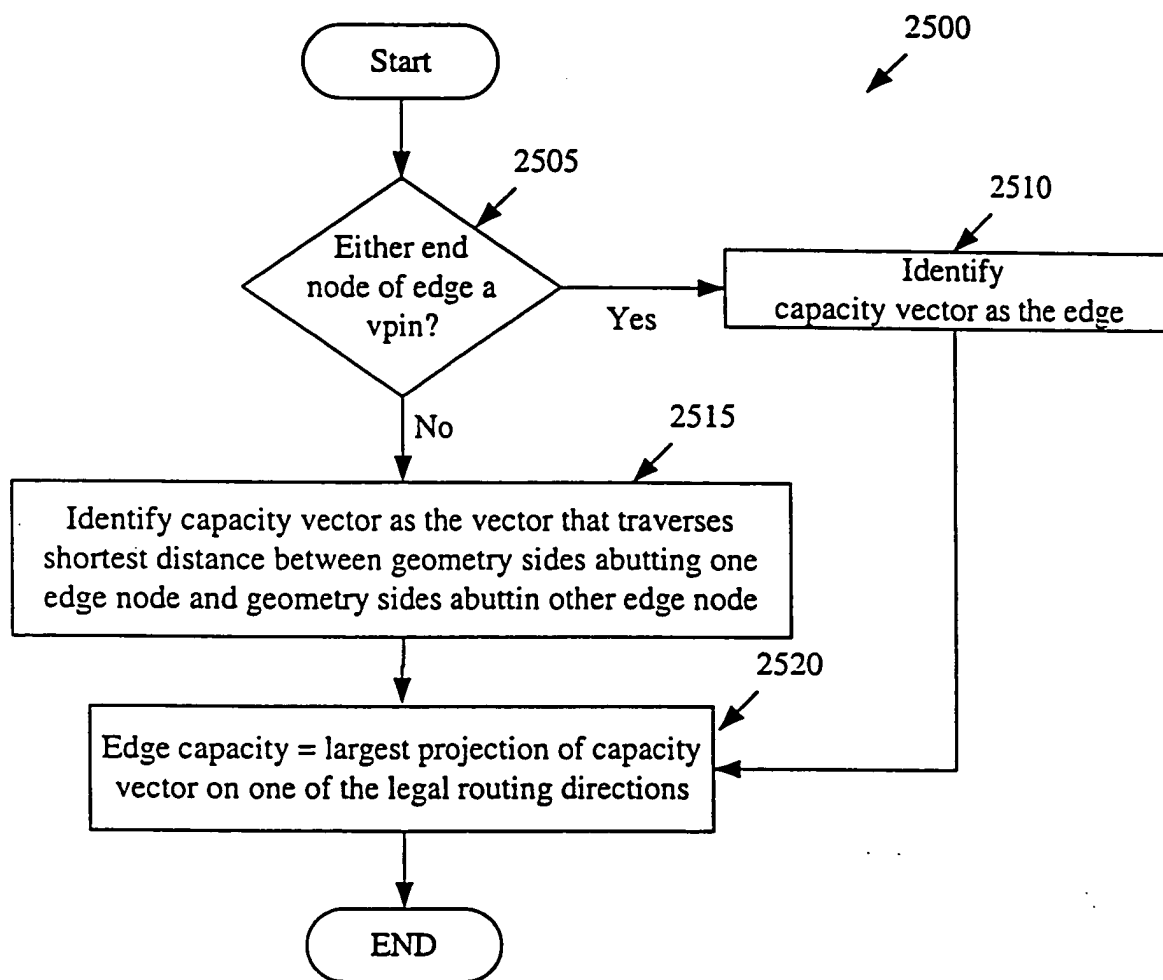 2500
Start
2505
Either end
node of edge a
vpin?
2510
Identify
capacity vector as the edge
Yes
No
2515
Identify capacity vector as the vector that traverses
shortest distance between geometry sides abutting one
edge node and geometry sides abuttin other edge node
2520
Edge capacity = largest projection of capacity
vector on one of the legal routing directions
END